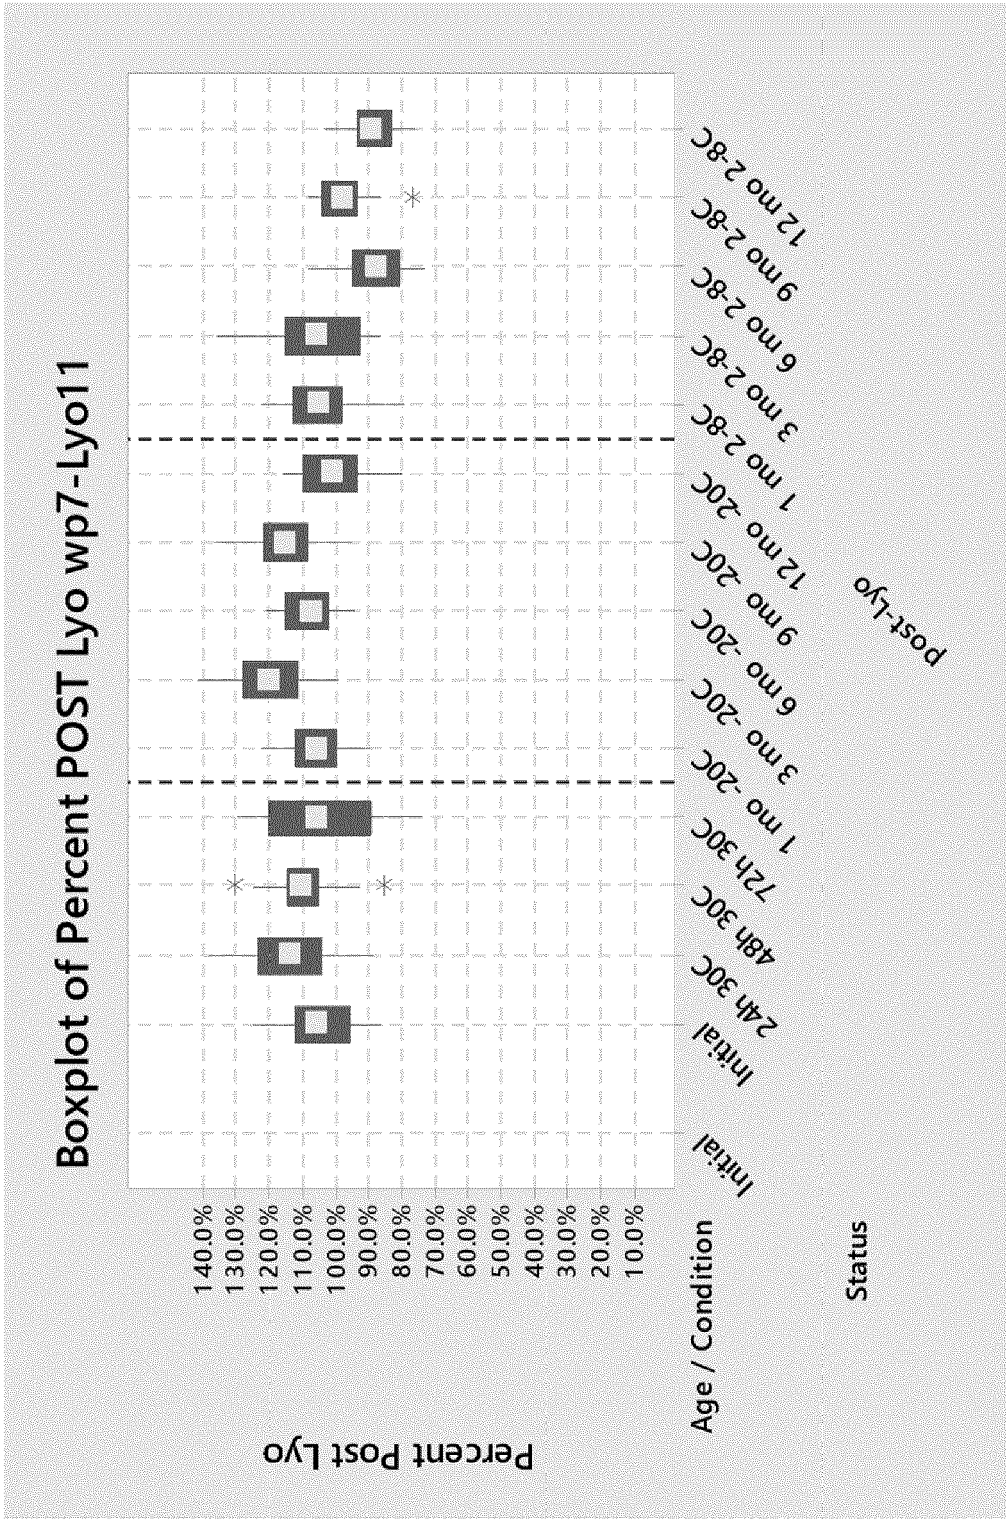 Boxplot of Percent POST Lyo wp7-Lyo11
Percent Post Lyo
140.0%
130.0%
120.0%
110.0%
100.0%
90.0%
80.0%
70.0%
60.0%
50.0%
40.0%
30.0%
20.0%
10.0%
Age / Condition
Initial
Initial
24h 30C
48h 30C
72h 30C
1 mo -20C
3 mo -20C
6 mo -20C
9 mo -20C
12 mo -20C
1 mo 2-8C
3 mo 2-8C
6 mo 2-8C
9 mo 2-8C
12 mo 2-8C
Status
post-Lyo